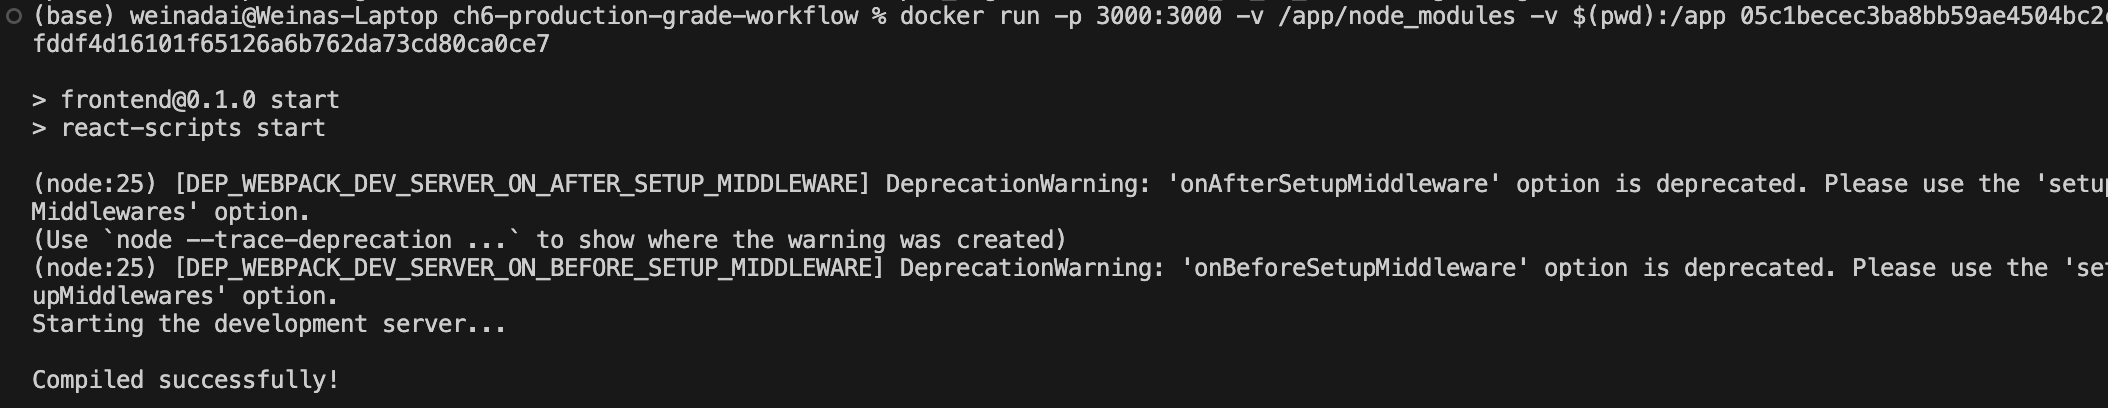 (base) weinadai@Weinas-Laptop ch6-production-grade-workflow % docker run -p 3000:3000 -v /app/node_modules -v $(pwd):/app 05c1becec3ba8bb59ae4504bc2
fddf4d16101f65126a6b762da73cd80ca0ce7
> frontend@0.1.0 start
> react-scripts start
(node:25) [DEP_WEBPACK_DEV_SERVER_ON_AFTER_SETUP_MIDDLEWARE] DeprecationWarning: 'onAfterSetupMiddleware' option is deprecated. Please use the 'setup
Middlewares' option.
(Use `node --trace-deprecation ...` to show where the warning was created)
(node:25) [DEP_WEBPACK_DEV_SERVER_ON_BEFORE_SETUP_MIDDLEWARE] DeprecationWarning: 'onBeforeSetupMiddleware' option is deprecated. Please use the 'set
upMiddlewares' option.
Starting the development server...
Compiled successfully!